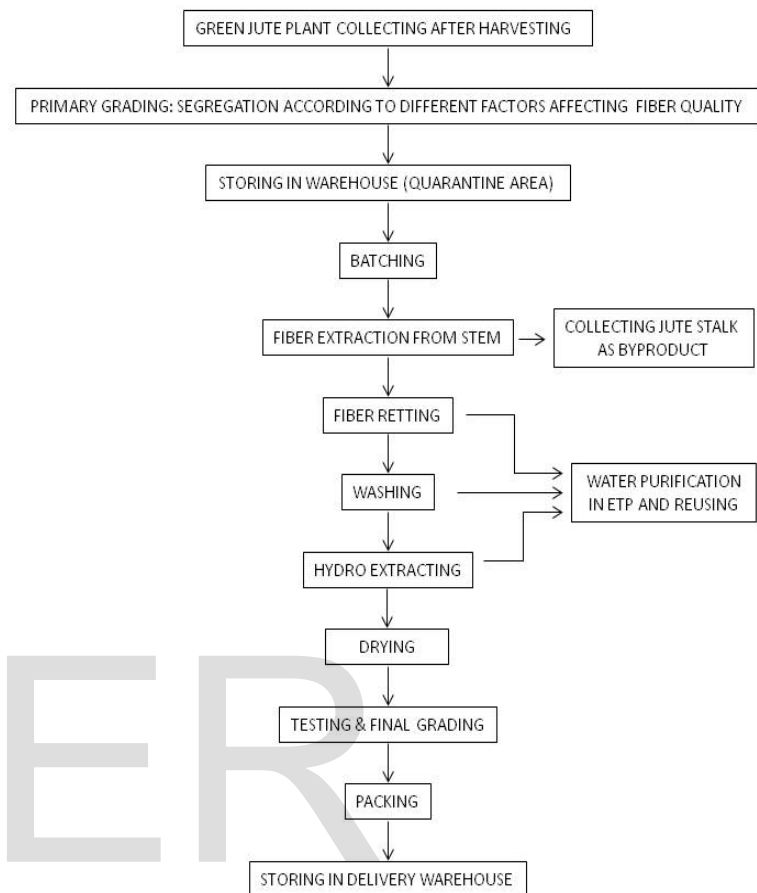 GREEN JUTE PLANT COLLECTING AFTER HARVESTING
PRIMARY GRADING: SEGREGATION ACCORDING TO DIFFERENT FACTORS AFFECTING FIBER QUALITY
STORING IN WAREHOUSE (QUARANTINE AREA)
BATCHING
FIBER EXTRACTION FROM STEM
COLLECTING JUTE STALK
AS BYPRODUCT
FIBER RETTING
WASHING
WATER PURIFICATION
IN ETP AND REUSING
HYDRO EXTRACTING
DRYING
TESTING & FINAL GRADING
PACKING
STORING IN DELIVERY WAREHOUSE
ER